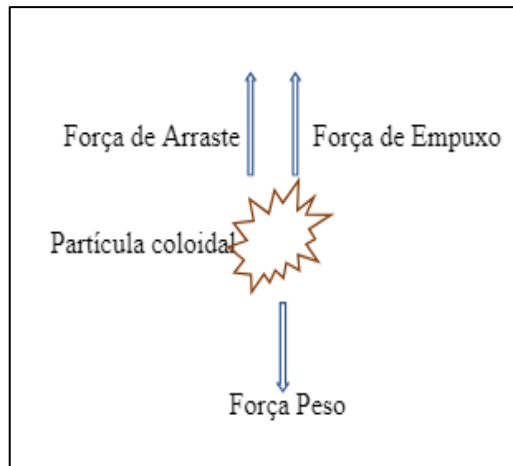 Força de Arraste
Força de Empuxo
Partícula coloidal
Força Peso